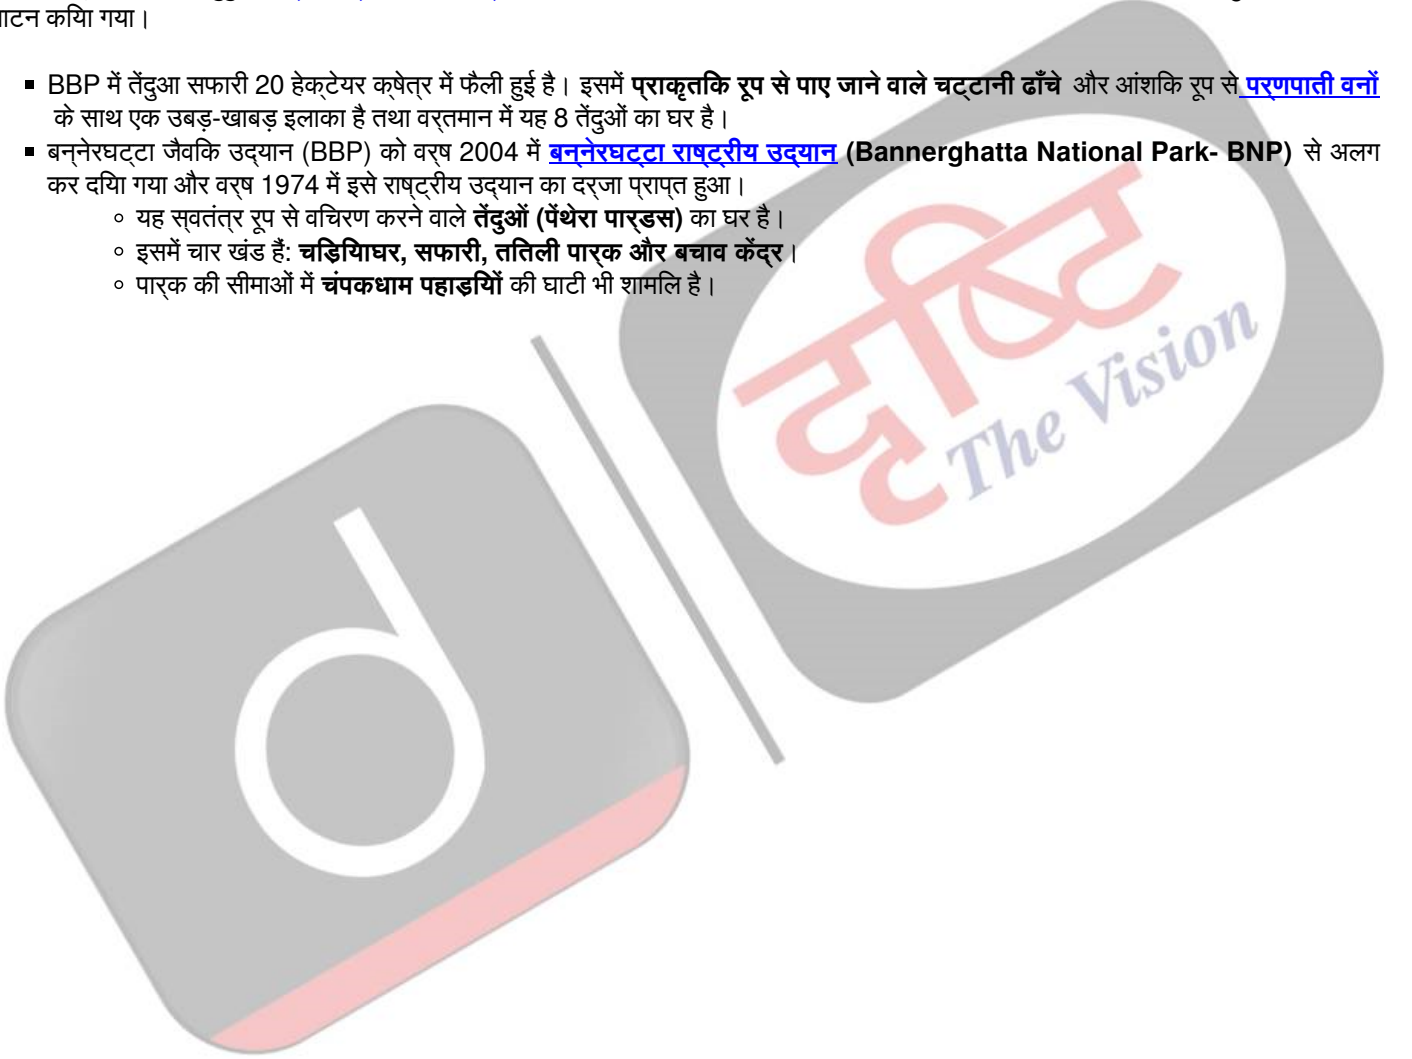 ाटन किया गया।
BBP में तेंदुआ सफारी 20 हेक्टेयर क्षेत्र में फैली हुई है। इसमें प्राकृतिक रूप से पाए जाने वाले चट्टानी ढाँचे और आंशिक रूप से पर्णपाती वनों
के साथ एक उबड़-खाबड़ इलाका है तथा वर्तमान में यह 8 तेंदुओं का घर है।
बन्नेरघट्टा जैविक उद्यान (BBP) को वर्ष 2004 में बन्नेरघट्टा राष्ट्रीय उद्यान (Bannerghatta National Park- BNP) से अलग
कर दिया गया और वर्ष 1974 में इसे राष्ट्रीय उद्यान का दर्जा प्राप्त हुआ।
यह स्वतंत्र रूप से विचरण करने वाले तेंदुओं (पेंथेरा पार्डस) का घर है।
इसमें चार खंड हैं: चिड़ियाघर, सफारी, तितली पार्क और बचाव केंद्र।
पार्क की सीमाओं में चंपकधाम पहाड़ियों की घाटी भी शामिल है।
दृष्टि
The Vision
d